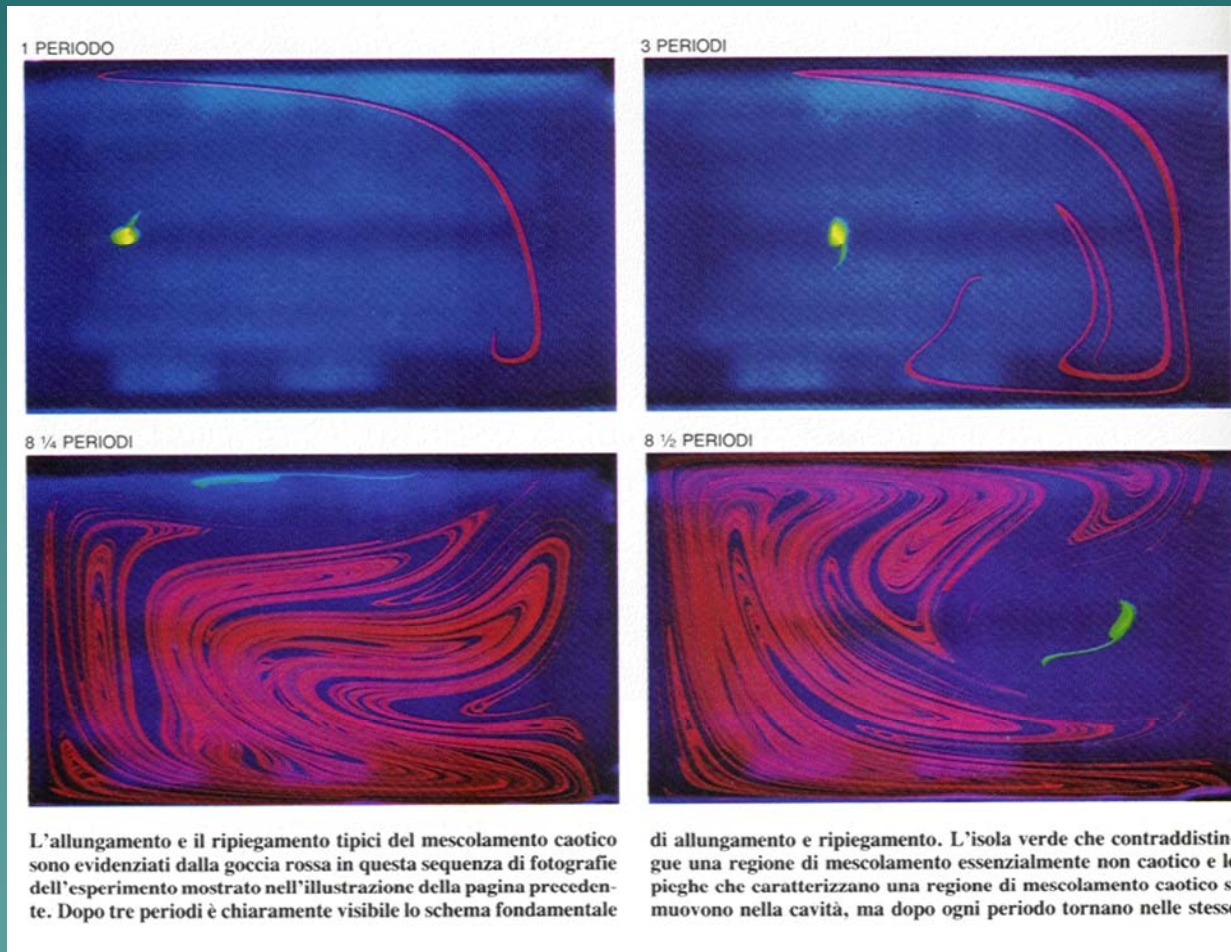 1 PERIODO
3 PERIODI
8 ¼ PERIODI
8 ½ PERIODI
L'allungamento e il ripiegamento tipici del mescolamento caotico
sono evidenziati dalla goccia rossa in questa sequenza di fotografie
dell'esperimento mostrato nell'illustrazione della pagina preceden-
te. Dopo tre periodi è chiaramente visibile lo schema fondamentale
di allungamento e ripiegamento. L'isola verde che contraddistin
gue una regione di mescolamento essenzialmente non caotico e
pieghe che caratterizzano una regione di mescolamento caotico
muovono nella cavità, ma dopo ogni periodo tornano nelle stesse